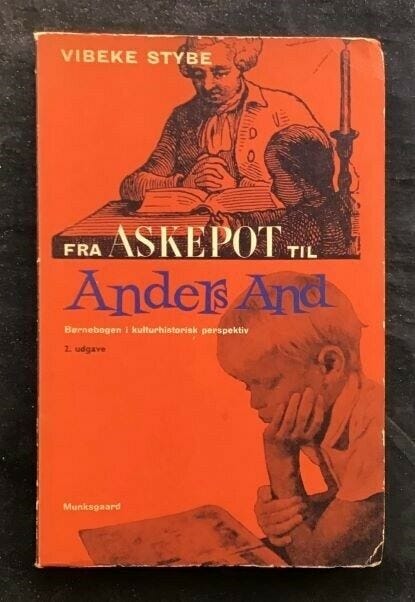 VIBEKE STYBE
FRA ASKEPOT TIL
Anders And
Børnebogen i kulturhistorisk perspektiv
2. udgave
Munksgaard